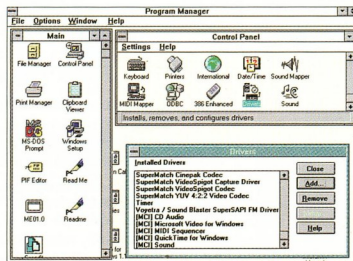 Program Manager
File Options Window Help
Main
File Manager Control Panel
Print Manager Clipboard Viewer
MS-DOS Prompt Windows Setup
PIF Editor Read Me
ME01.0 Readme
Control Panel
Settings Help
Keyboard Printers International Date/Time Sound Mapper
MIDI Mapper ODBC 386 Enhanced Drivers Sound
Installs, removes, and configures drivers
Drivers
Installed Drivers
SuperMatch Cinepak Codec
SuperMatch VideoSpigot Capture Driver
SuperMatch VideoSpigot Codec
SuperMatch YUV 4:2:2 Video Codec
Timer
Voyetra / Sound Blaster SuperSAPI FM Driver
[MCI] CD Audio
[MCI] Microsoft Video for Windows
[MCI] MIDI Sequencer
[MCI] QuickTime for Windows
[MCI] Sound
Close
Add...
Remove
Help